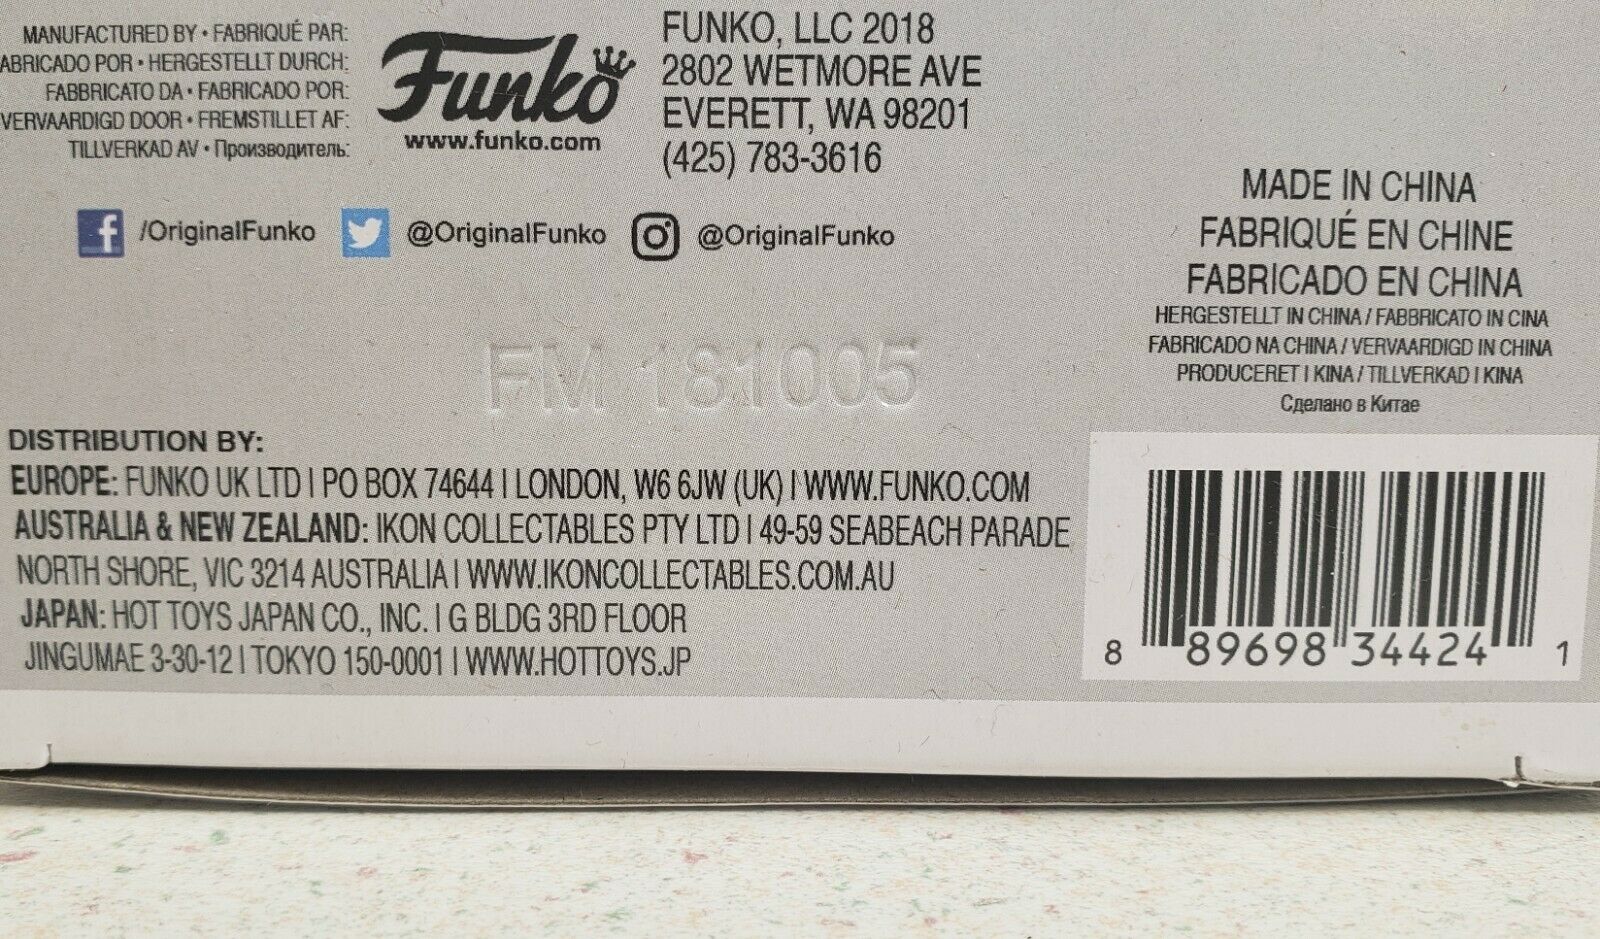 MANUFACTURED BY • FABRIQUÉ PAR:
ABRICADO POR • HERGESTELLT DURCH:
FABBRICATO DA • FABRICADO POR:
VERVAARDIGD DOOR • FREMSTILLET AF:
TILLVERKAD AV • Производитель:
Funko
www.funko.com
FUNKO, LLC 2018
2802 WETMORE AVE
EVERETT, WA 98201
(425) 783-3616
f /OriginalFunko @OriginalFunko @OriginalFunko
MADE IN CHINA
FABRIQUÉ EN CHINE
FABRICADO EN CHINA
HERGESTELLT IN CHINA / FABBRICATO IN CINA
FABRICADO NA CHINA / VERVAARDIGD IN CHINA
PRODUCERET I KINA / TILLVERKAD I KINA
Сделано в Китае
FM 181005
DISTRIBUTION BY:
EUROPE: FUNKO UK LTD | PO BOX 74644 | LONDON, W6 6JW (UK) | WWW.FUNKO.COM
AUSTRALIA & NEW ZEALAND: IKON COLLECTABLES PTY LTD | 49-59 SEABEACH PARADE
NORTH SHORE, VIC 3214 AUSTRALIA | WWW.IKONCOLLECTABLES.COM.AU
JAPAN: HOT TOYS JAPAN CO., INC. | G BLDG 3RD FLOOR
JINGUMAE 3-30-12 | TOKYO 150-0001 | WWW.HOTTOYS.JP
8 89698 34424 1